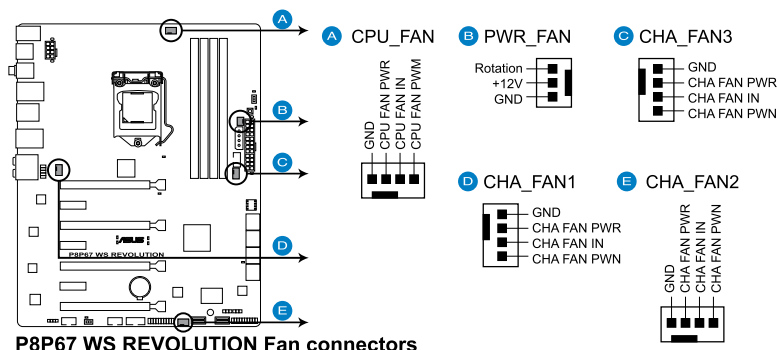 A
A CPU_FAN
GND
CPU FAN PWR
CPU FAN IN
CPU FAN PWM
B PWR_FAN
Rotation
+12V
GND
C CHA_FAN3
GND
CHA FAN PWR
CHA FAN IN
CHA FAN PWN
B
C
D CHA_FAN1
GND
CHA FAN PWR
CHA FAN IN
CHA FAN PWN
E CHA_FAN2
GND
CHA FAN PWR
CHA FAN IN
CHA FAN PWN
/ASUS
P8P67 WS REVOLUTION
D
E
P8P67 WS REVOLUTION Fan connectors